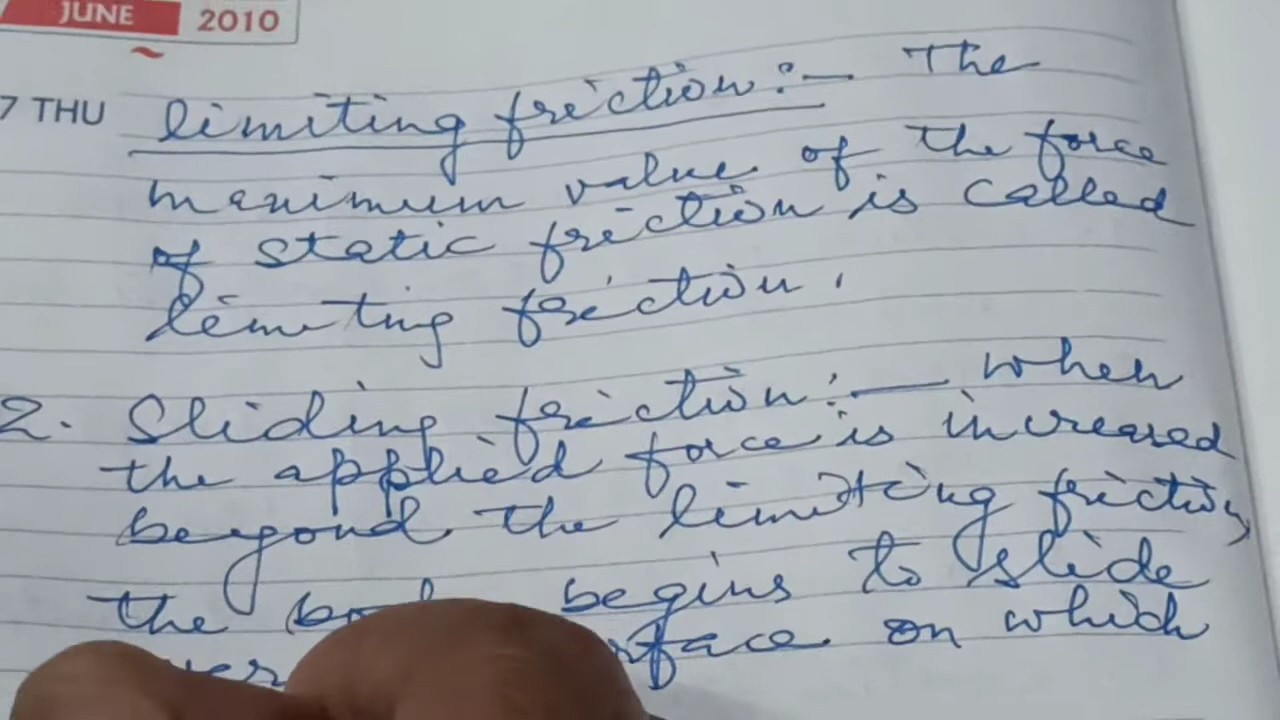 JUNE 2010
7 THU
limiting friction:— The
maximum value of the force
of static friction is called
limiting friction.
2. Sliding friction:— when
the applied force is increased
beyond the limiting friction,
the begins to slide
on which